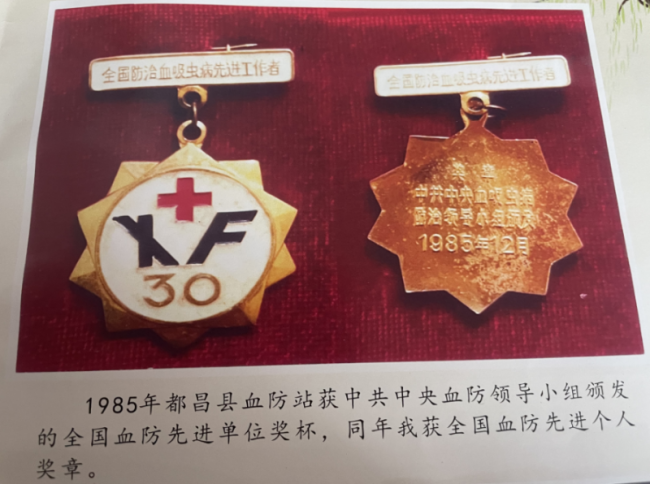 全国防治血吸虫病先进工作者
XF
30
全国防治血吸虫病先进工作者
奖章
中共中央血吸虫病
防治领导小组颁发
1985年12月
1985年都昌县血防站获中共中央血防领导小组颁发
的全国血防先进单位奖杯，同年我获全国血防先进个人
奖章。